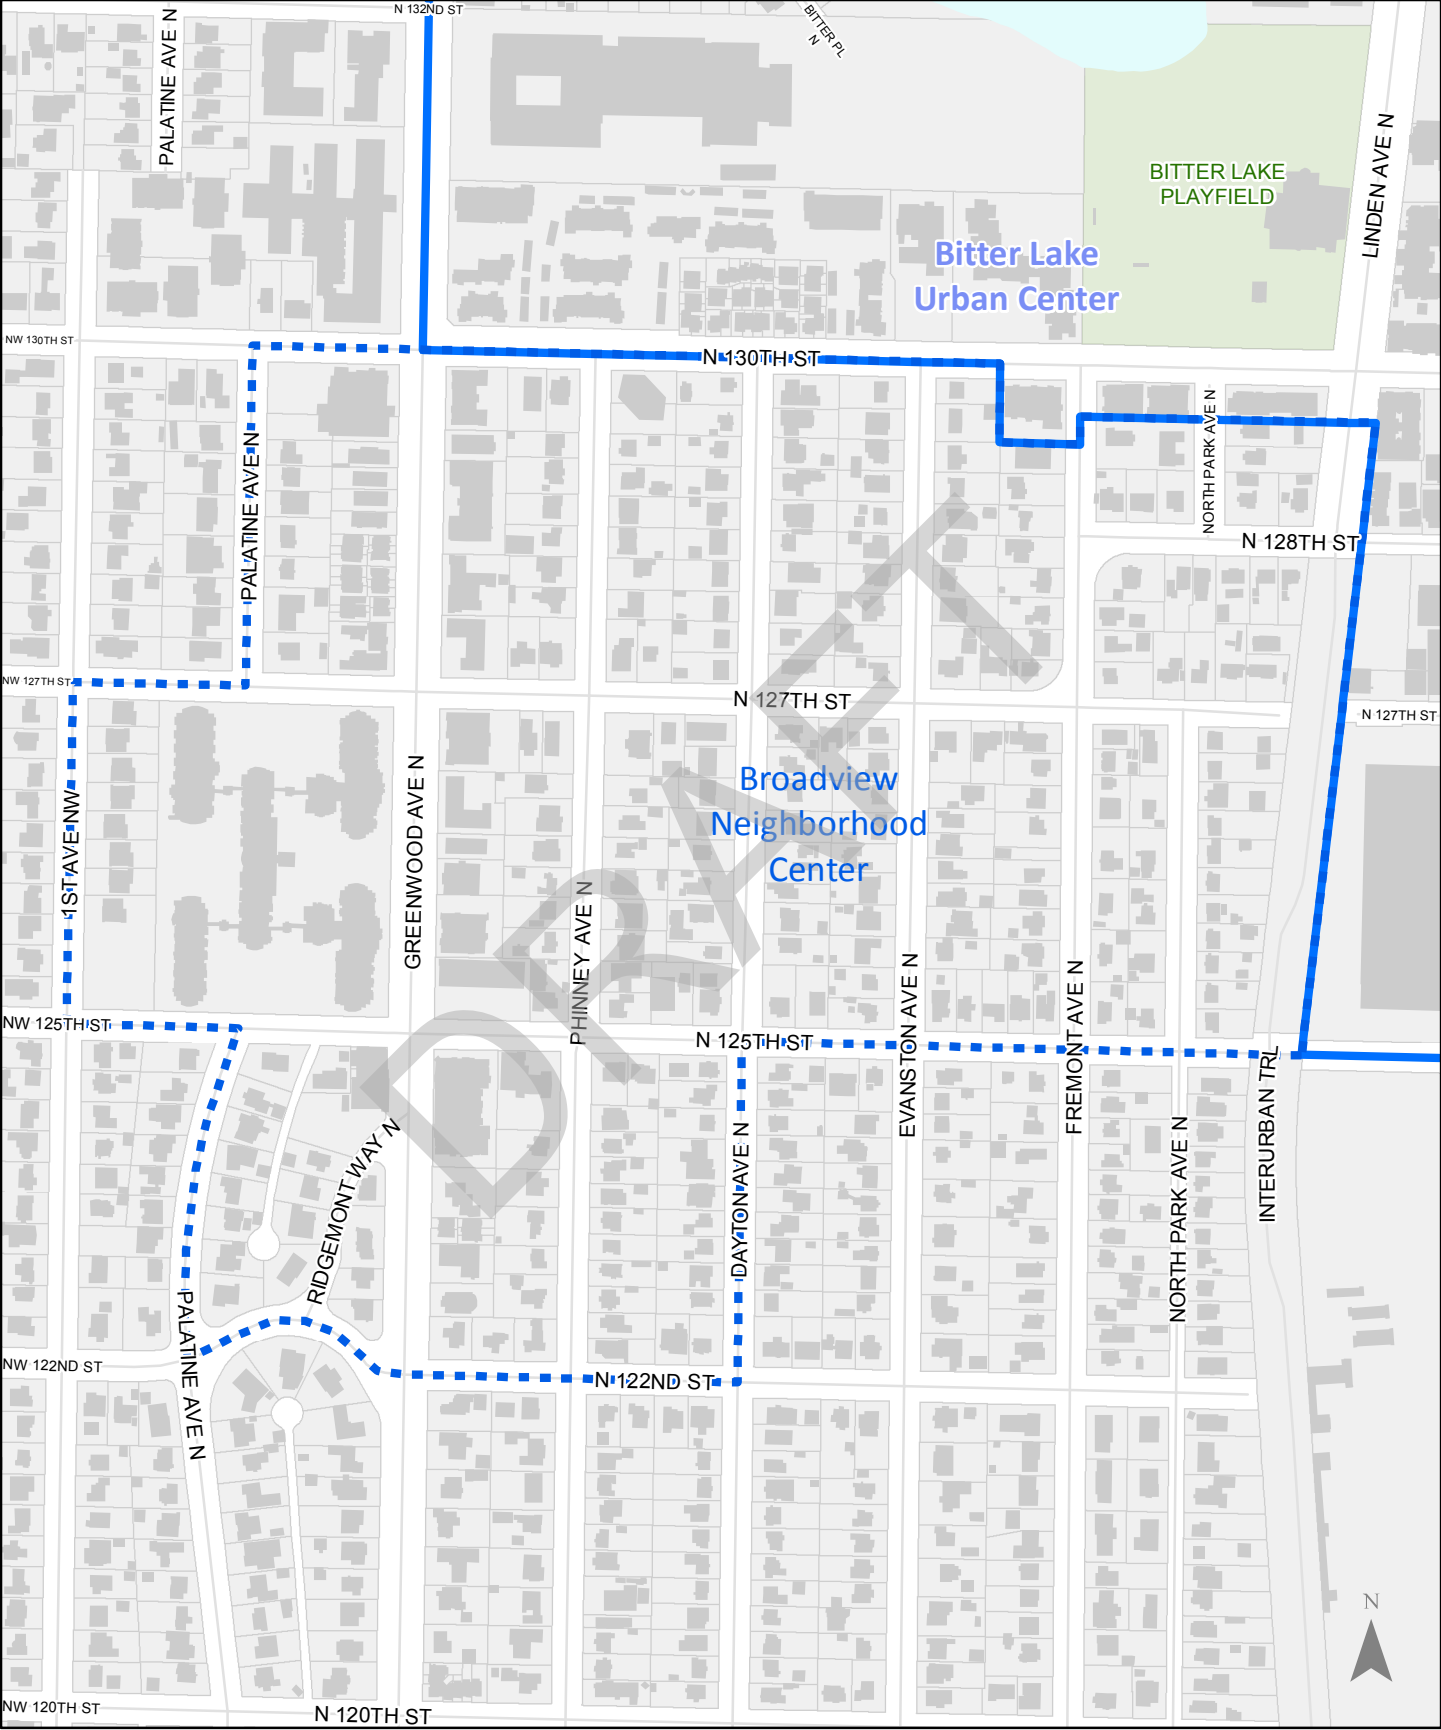 N 132ND ST
BITTER PL
N
PALATINE AVE N
LINDEN AVE N
BITTER LAKE
PLAYFIELD
Bitter Lake
Urban Center
NW 130TH ST
N 130TH ST
NORTH PARK AVE N
PALATINE AVE N
N 128TH ST
NW 127TH ST
N 127TH ST
N 127TH ST
Broadview
Neighborhood
Center
1ST AVE NW
GREENWOOD AVE N
PHINNEY AVE N
DRAFT
EVANSTON AVE N
FREMONT AVE N
NW 125TH ST
N 125TH ST
INTERURBAN TRL
DAYTON AVE N
RIDGEMONT WAY N
NORTH PARK AVE N
PALATINE AVE N
NW 122ND ST
N 122ND ST
N
NW 120TH ST
N 120TH ST